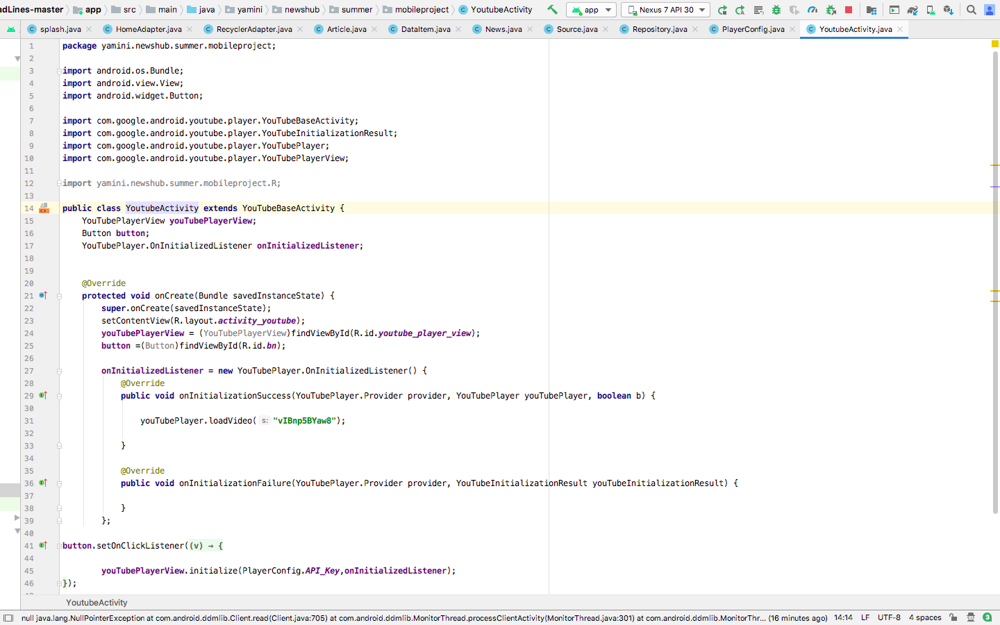 adLines-master app src main java yamini newshub summer mobileproject YoutubeActivity app Nexus 7 API 30
splash.java HomeAdapter.java RecyclerAdapter.java Article.java DataItem.java News.java Source.java Repository.java PlayerConfig.java YoutubeActivity.java
1 package yamini.newshub.summer.mobileproject;
2
3 import android.os.Bundle;
4 import android.view.View;
5 import android.widget.Button;
6
7 import com.google.android.youtube.player.YouTubeBaseActivity;
8 import com.google.android.youtube.player.YouTubeInitializationResult;
9 import com.google.android.youtube.player.YouTubePlayer;
10 import com.google.android.youtube.player.YouTubePlayerView;
11
12 import yamini.newshub.summer.mobileproject.R;
13
14 public class YoutubeActivity extends YouTubeBaseActivity {
15 YouTubePlayerView youTubePlayerView;
16 Button button;
17 YouTubePlayer.OnInitializedListener onInitializedListener;
18
19
20 @Override
21 protected void onCreate(Bundle savedInstanceState) {
22 super.onCreate(savedInstanceState);
23 setContentView(R.layout.activity_youtube);
24 youTubePlayerView = (YouTubePlayerView)findViewById(R.id.youtube_player_view);
25 button =(Button)findViewById(R.id.bn);
26
27 onInitializedListener = new YouTubePlayer.OnInitializedListener() {
28 @Override
29 public void onInitializationSuccess(YouTubePlayer.Provider provider, YouTubePlayer youTubePlayer, boolean b) {
30
31 youTubePlayer.loadVideo( s: "vIBnp5BYaw8");
32
33 }
34
35 @Override
36 public void onInitializationFailure(YouTubePlayer.Provider provider, YouTubeInitializationResult youTubeInitializationResult) {
37
38 }
39 };
40
41 button.setOnClickListener((v) → {
44
45 youTubePlayerView.initialize(PlayerConfig.API_Key,onInitializedListener);
46 });
YoutubeActivity
null java.lang.NullPointerException at com.android.ddmlib.Client.read(Client.java:705) at com.android.ddmlib.MonitorThread.processClientActivity(MonitorThread.java:301) at com.android.ddmlib.MonitorThr... (16 minutes ago) 14:14 LF UTF-8 4 spaces 3